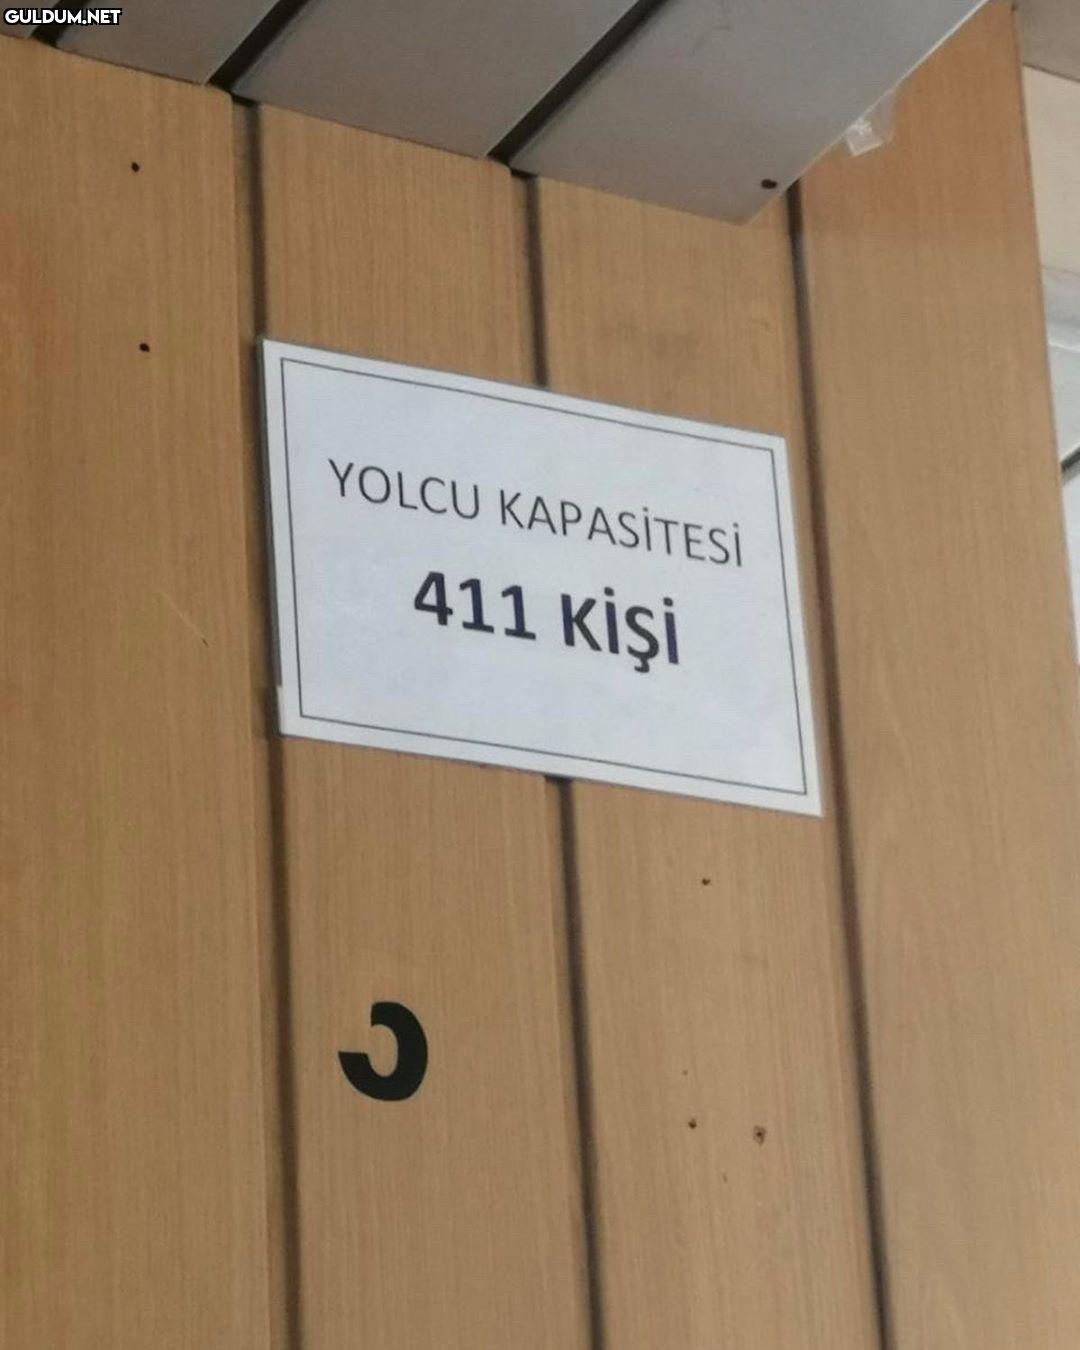 GULDUM.NET
YOLCU KAPASİTESİ
411 KİŞİ